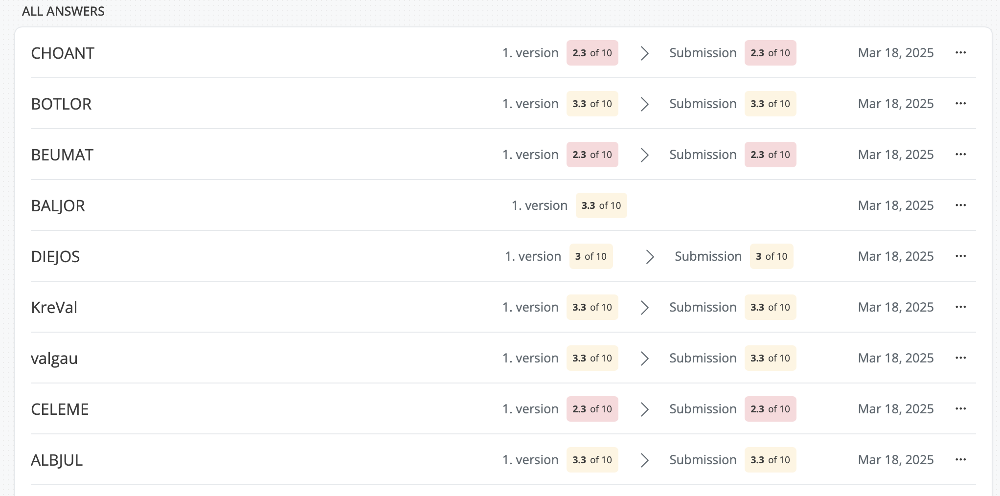 ALL ANSWERS
CHOANT 1. version 2.3 of 10 Submission 2.3 of 10 Mar 18, 2025
BOTLOR 1. version 3.3 of 10 Submission 3.3 of 10 Mar 18, 2025
BEUMAT 1. version 2.3 of 10 Submission 2.3 of 10 Mar 18, 2025
BALJOR 1. version 3.3 of 10 Mar 18, 2025
DIEJOS 1. version 3 of 10 Submission 3 of 10 Mar 18, 2025
KreVal 1. version 3.3 of 10 Submission 3.3 of 10 Mar 18, 2025
valgau 1. version 3.3 of 10 Submission 3.3 of 10 Mar 18, 2025
CELEME 1. version 2.3 of 10 Submission 2.3 of 10 Mar 18, 2025
ALBJUL 1. version 3.3 of 10 Submission 3.3 of 10 Mar 18, 2025